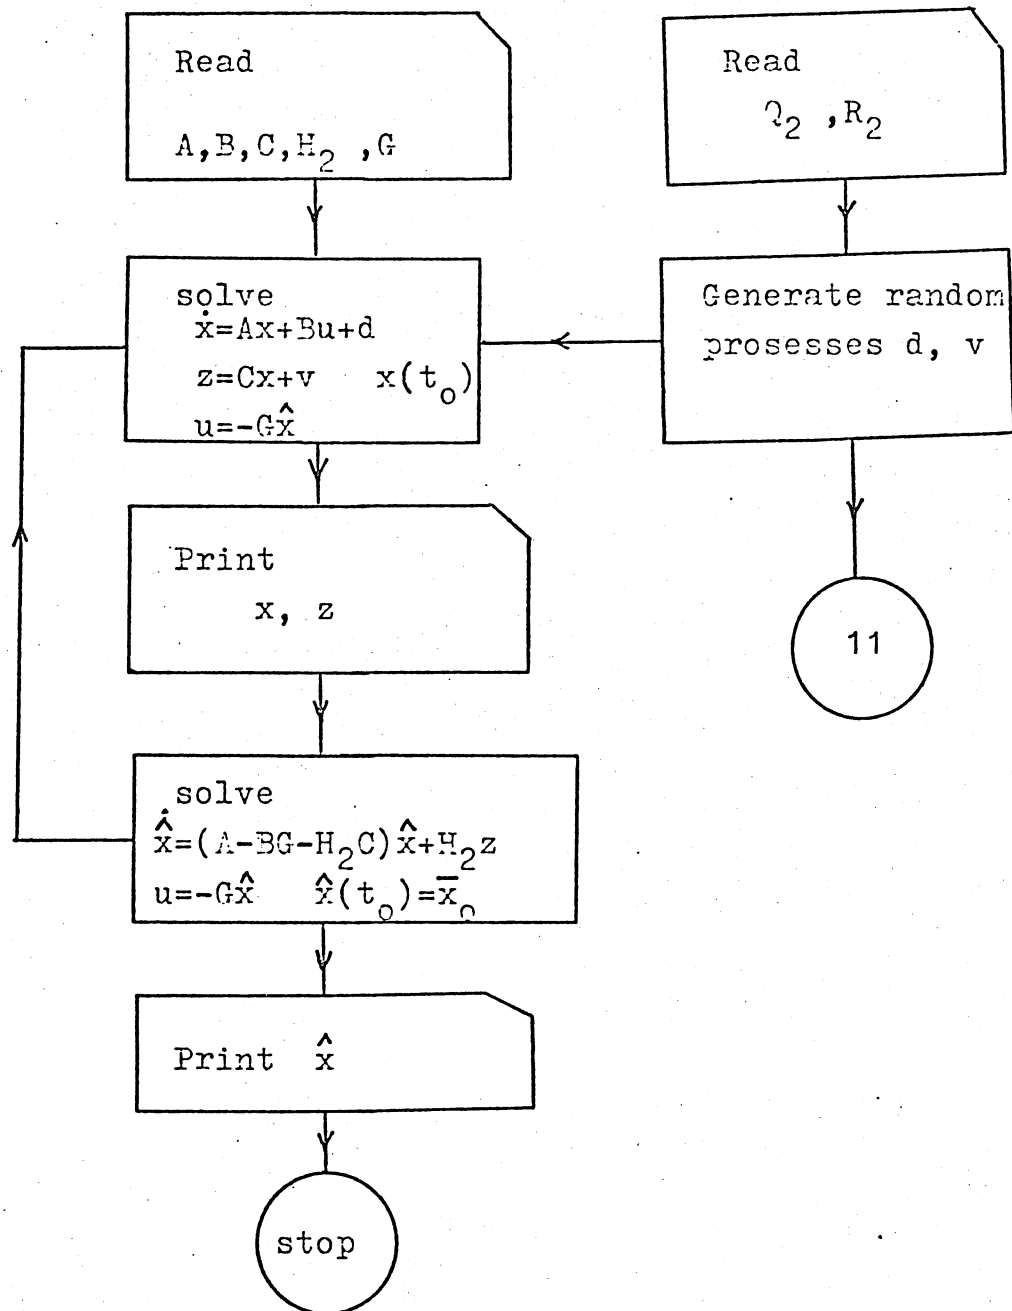 Read
A,B,C,H₂ ,G
Read
Q₂ ,R₂
solve
ẋ=Ax+Bu+d
z=Cx+v x(t₀)
u=-Gx̂
Generate random
prosesses d, v
Print
x, z
11
solve
x̂̇=(A-BG-H₂C)x̂+H₂z
u=-Gx̂ x̂(t₀)=x̄₀
Print x̂
stop